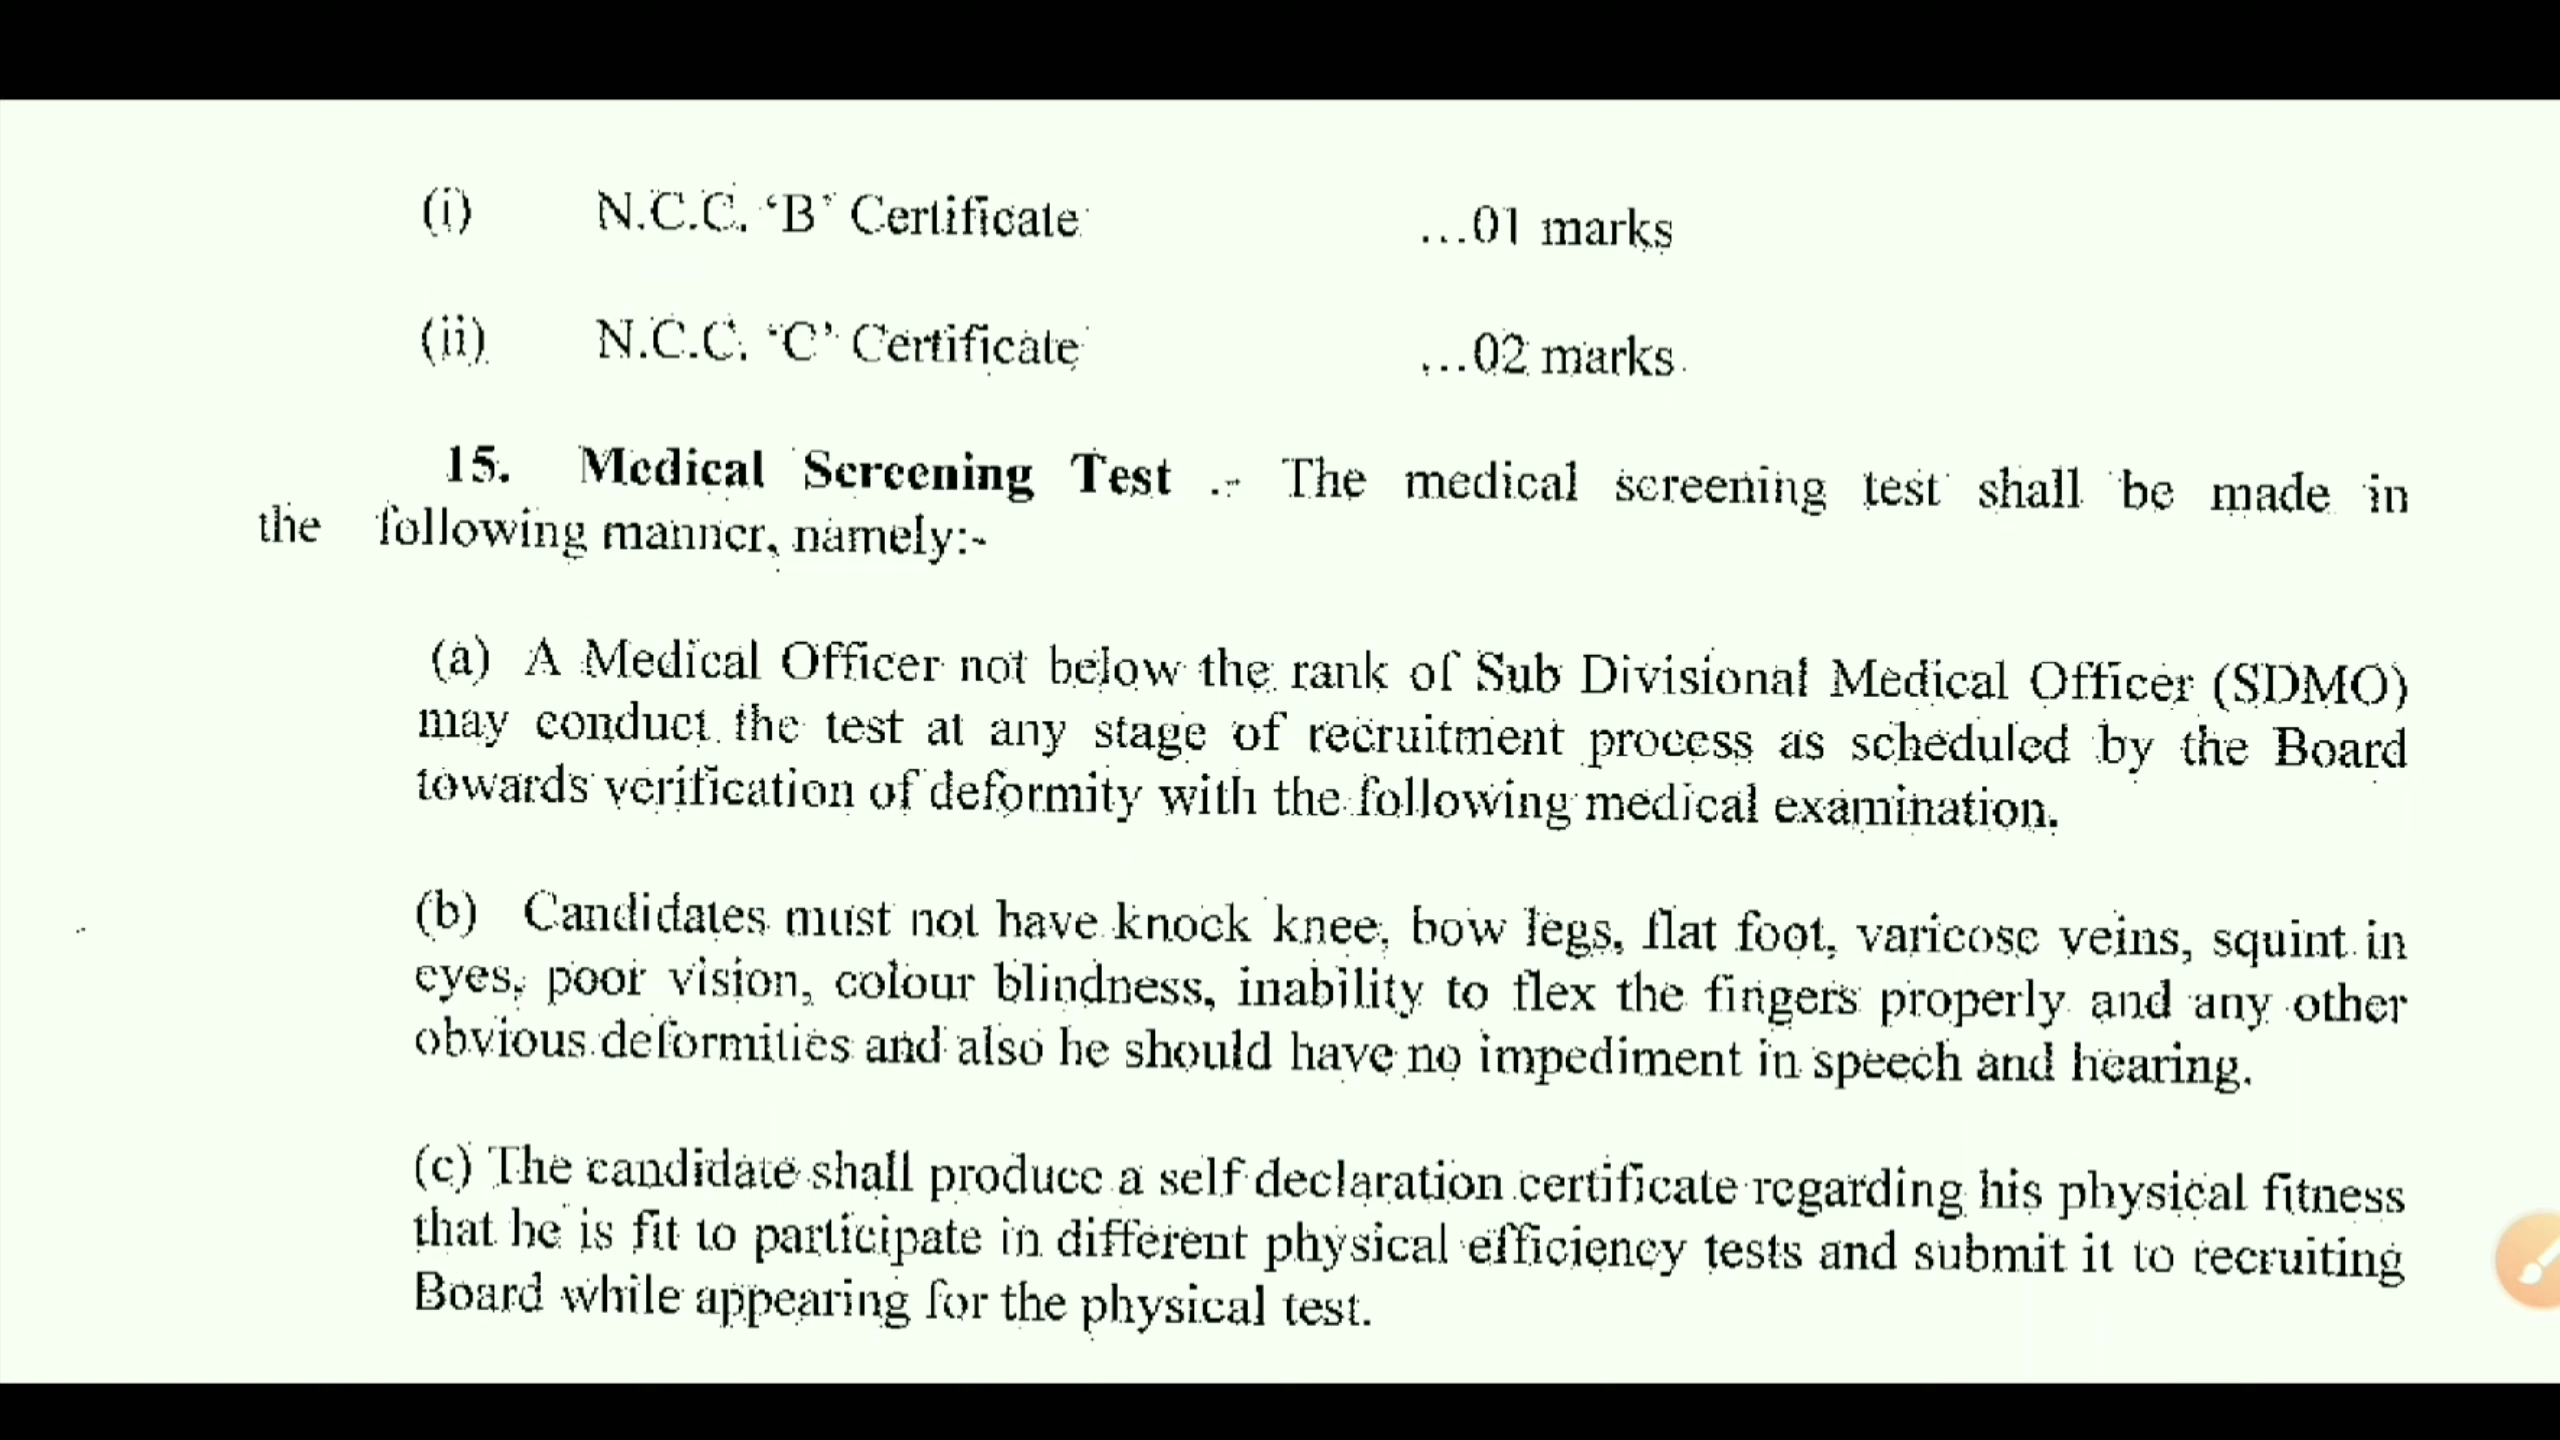 (i) N.C.C. ‘B’ Certificate ...01 marks
(ii) N.C.C. ‘C’ Certificate ...02 marks.
15. Medical Screening Test .- The medical screening test shall be made in
the following manner, namely:-
(a) A Medical Officer not below the rank of Sub Divisional Medical Officer (SDMO)
may conduct the test at any stage of recruitment process as scheduled by the Board
towards verification of deformity with the following medical examination.
(b) Candidates must not have knock knee, bow legs, flat foot, varicose veins, squint in
eyes, poor vision, colour blindness, inability to flex the fingers properly and any other
obvious deformities and also he should have no impediment in speech and hearing.
(c) The candidate shall produce a self declaration certificate regarding his physical fitness
that he is fit to participate in different physical efficiency tests and submit it to recruiting
Board while appearing for the physical test.